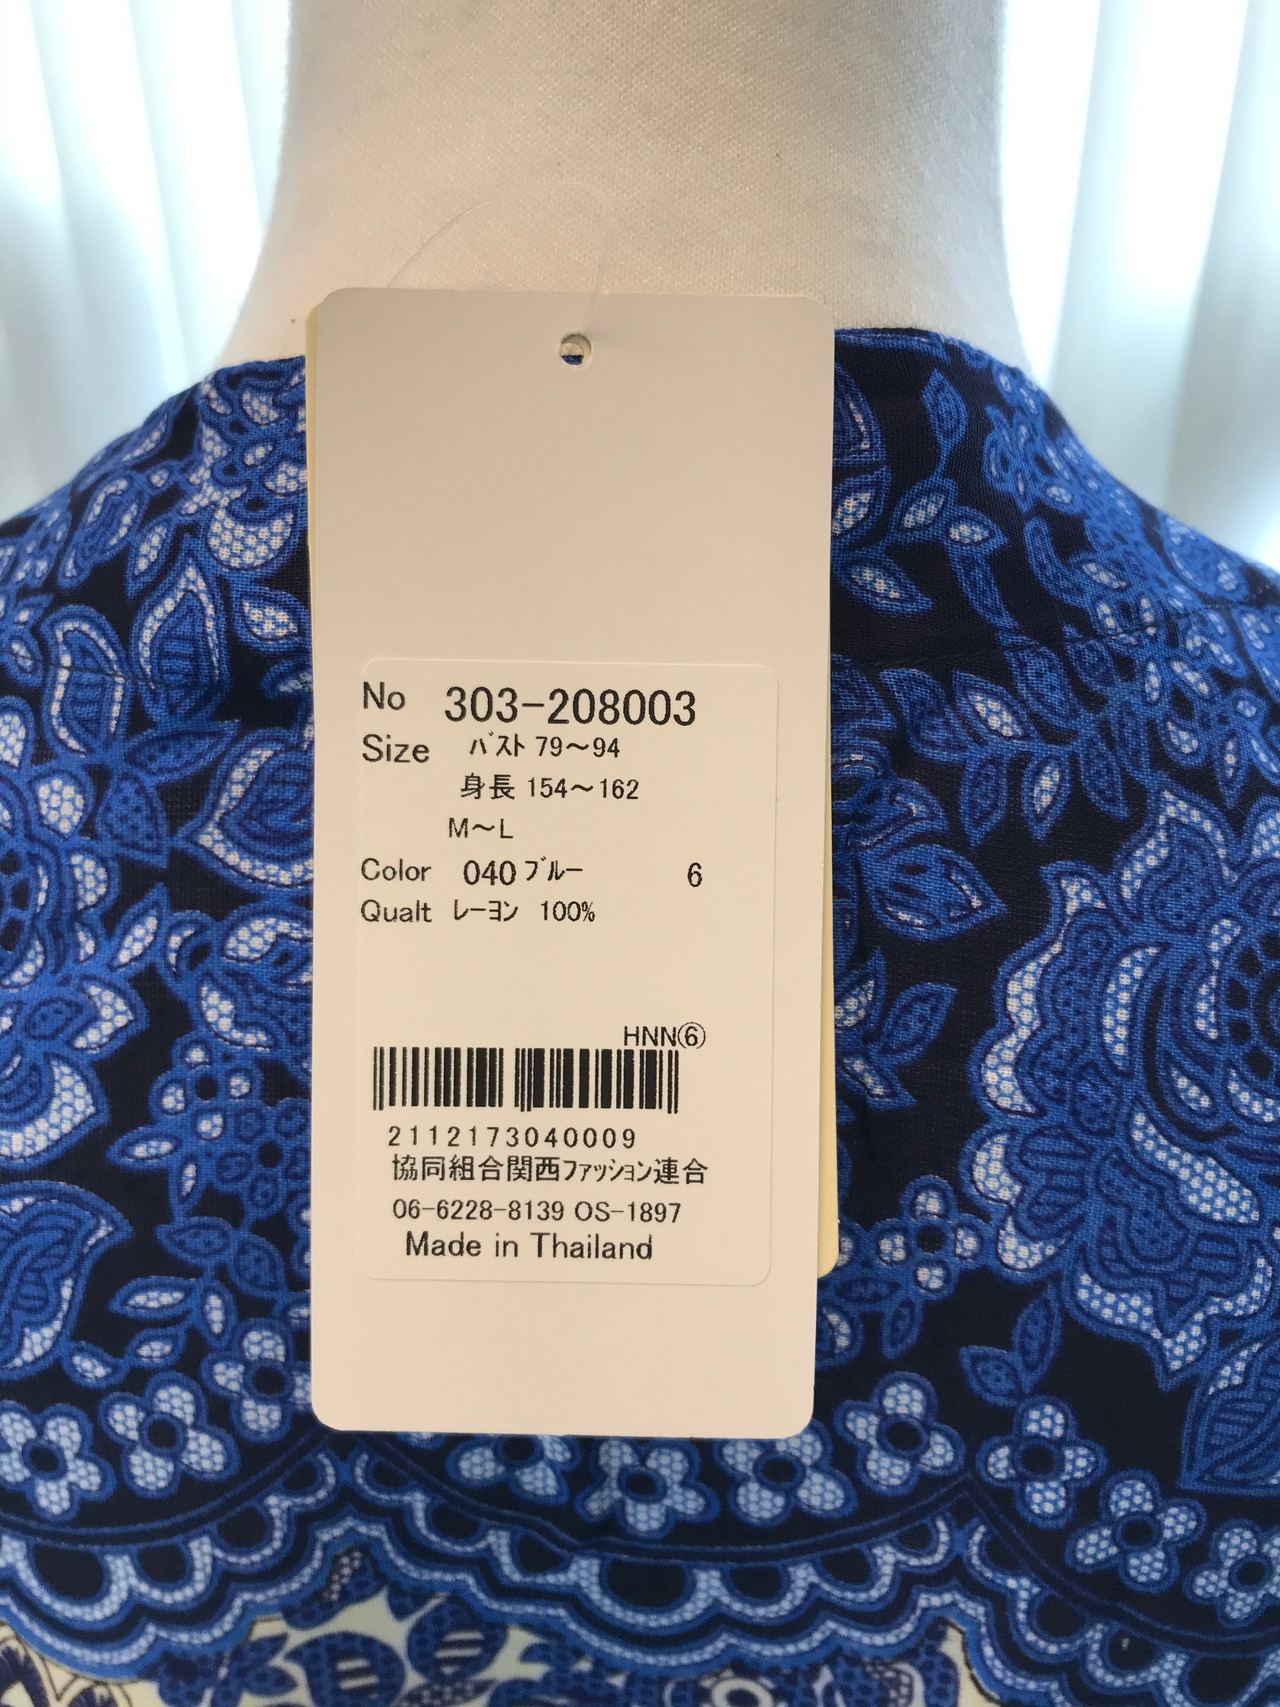 No 303-208003
Size ﾊﾞｽﾄ 79～94
身長 154～162
M～L
Color 040 ﾌﾞﾙｰ 6
Qualt ﾚｰﾖﾝ 100%
HNN⑥
2112173040009
協同組合関西ﾌｧｯｼｮﾝ連合
06-6228-8139 OS-1897
Made in Thailand